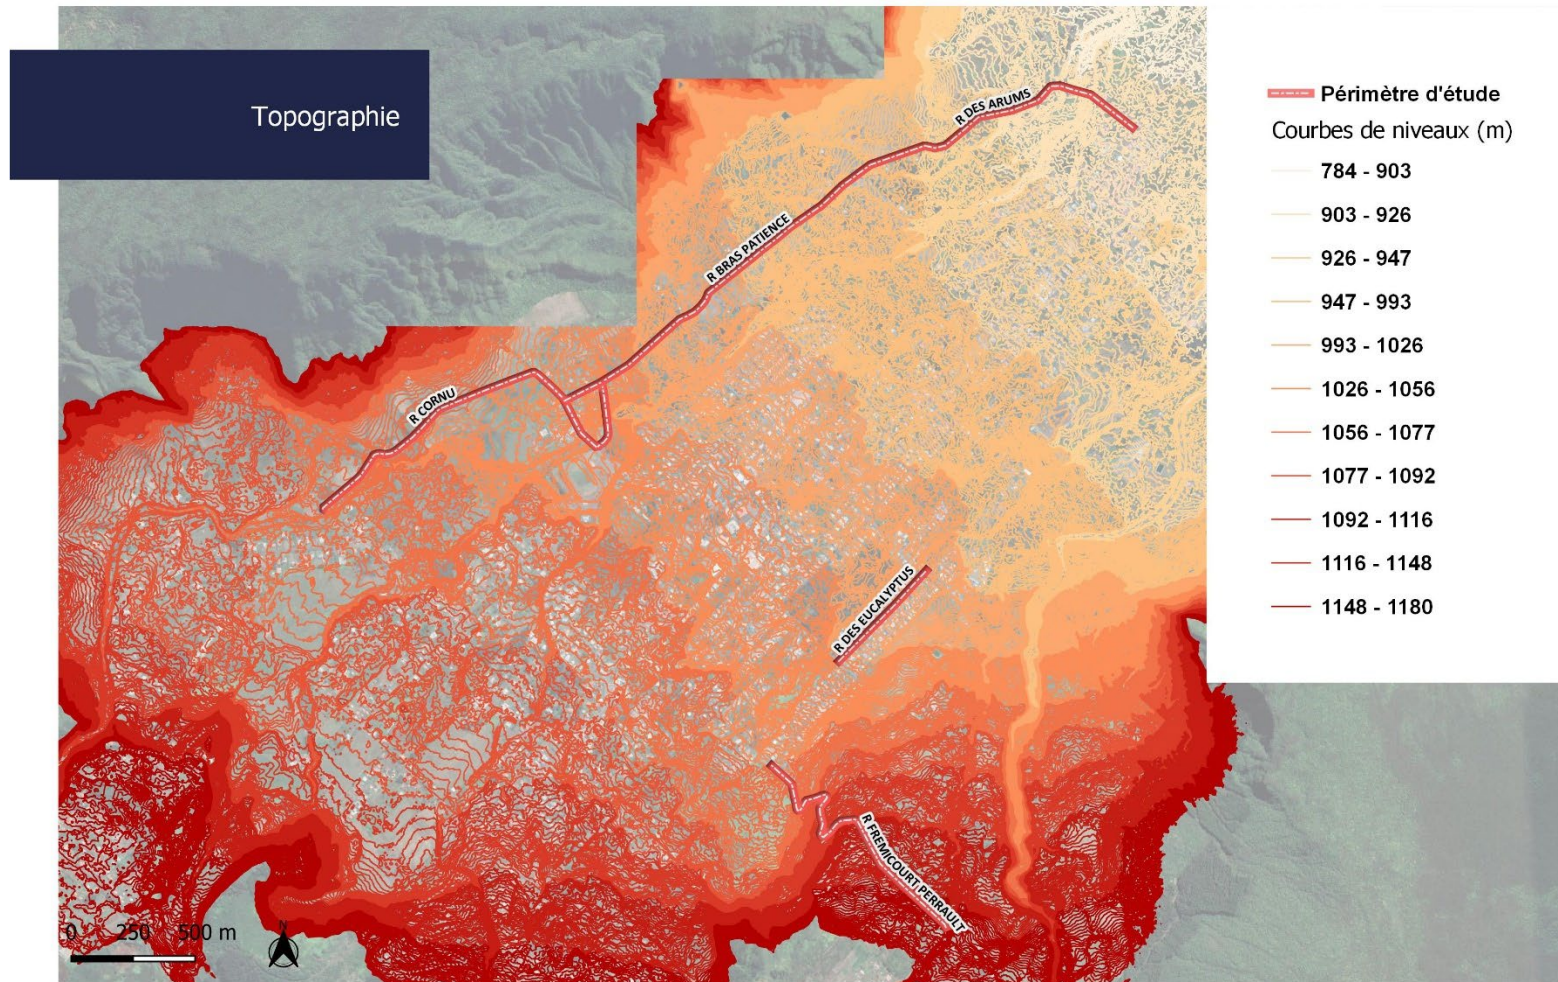 Topographie
R DES ARUMS
R BRAS PATIENCE
R CORNU
R DES EUCALYPTUS
R FREMICOURT PERRAULT
Périmètre d'étude
Courbes de niveaux (m)
784 - 903
903 - 926
926 - 947
947 - 993
993 - 1026
1026 - 1056
1056 - 1077
1077 - 1092
1092 - 1116
1116 - 1148
1148 - 1180
0 250 500 m
N